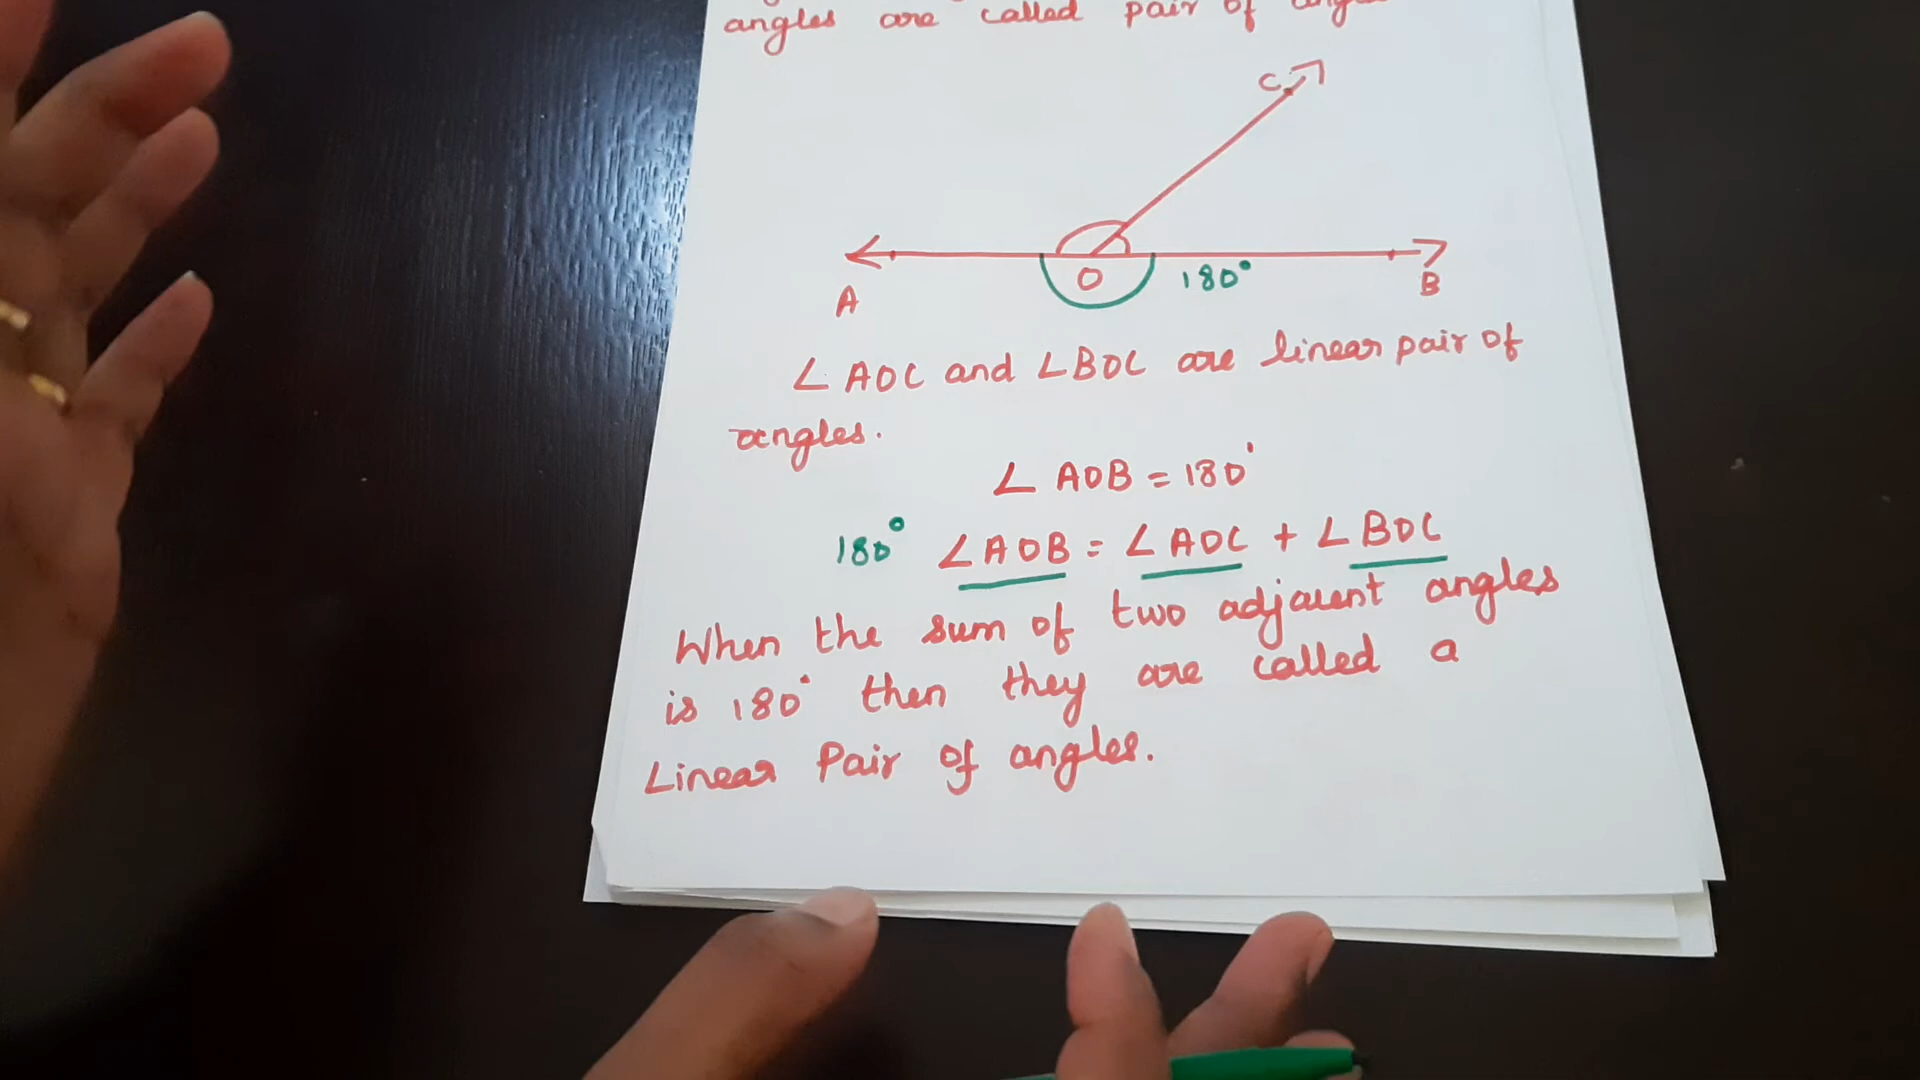 angles are called pair of
C
A
O
180°
B
∠AOC and ∠BOC are linear pair of
angles.
∠AOB = 180°
180° ∠AOB = ∠AOC + ∠BOC
When the sum of two adjacent angles
is 180° then they are called a
Linear Pair of angles.